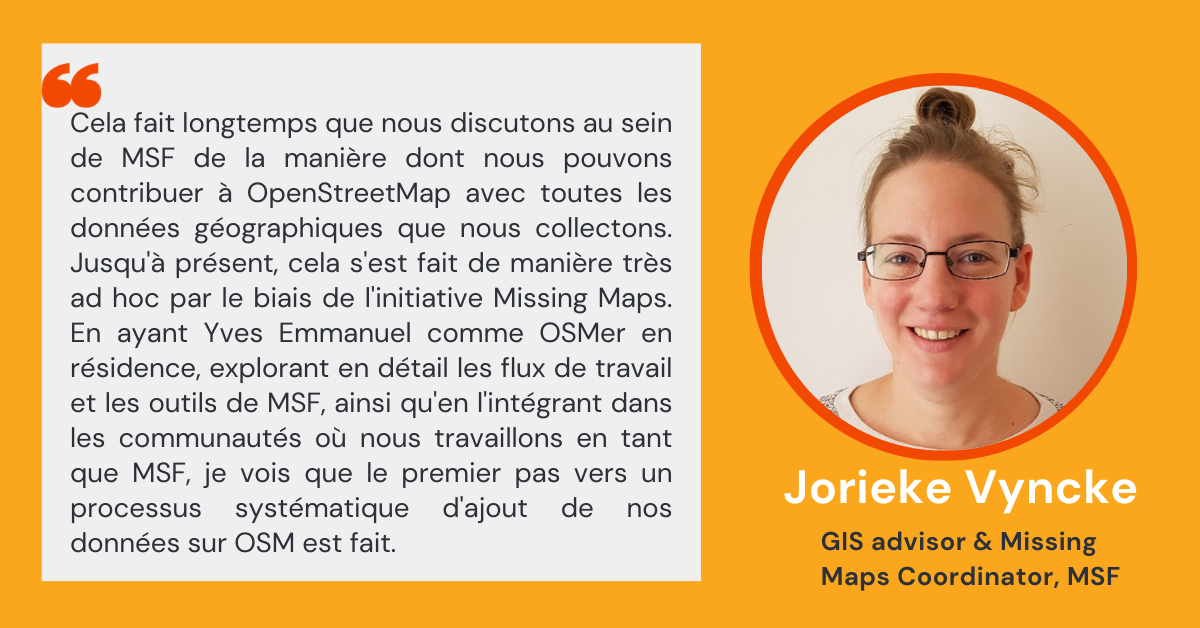 Cela fait longtemps que nous discutons au sein
de MSF de la manière dont nous pouvons
contribuer à OpenStreetMap avec toutes les
données géographiques que nous collectons.
Jusqu'à présent, cela s'est fait de manière très
ad hoc par le biais de l'initiative Missing Maps.
En ayant Yves Emmanuel comme OSMer en
résidence, explorant en détail les flux de travail
et les outils de MSF, ainsi qu'en l'intégrant dans
les communautés où nous travaillons en tant
que MSF, je vois que le premier pas vers un
processus systématique d'ajout de nos
données sur OSM est fait.
Jorieke Vyncke
GIS advisor & Missing
Maps Coordinator, MSF